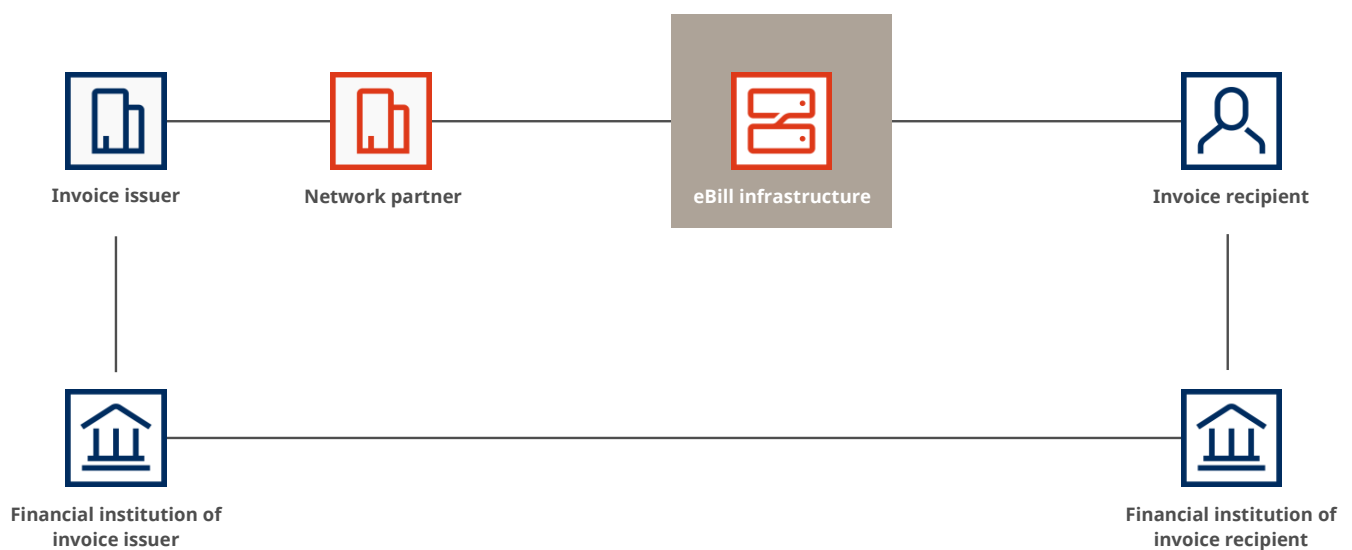 Invoice issuer
Network partner
eBill infrastructure
Invoice recipient
Financial institution of
invoice issuer
Financial institution of
invoice recipient